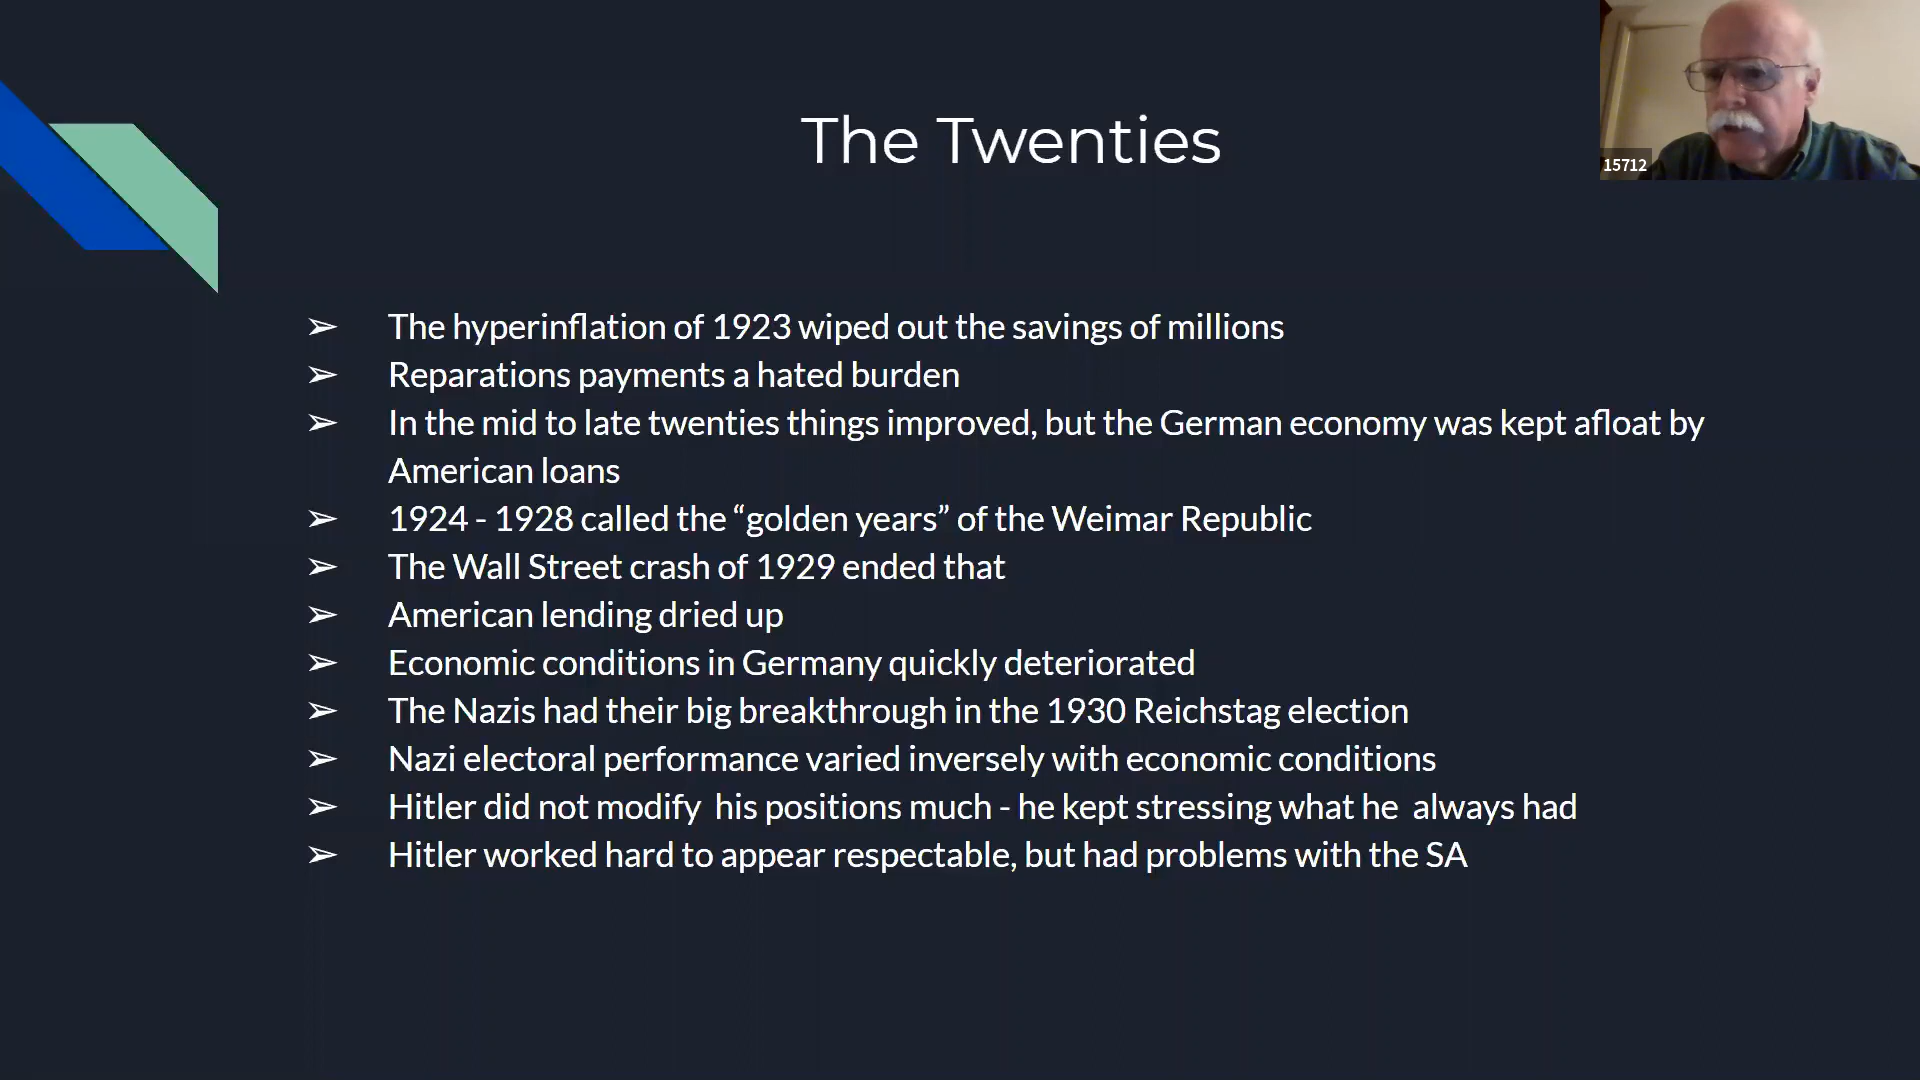 The Twenties
15712
➢ The hyperinflation of 1923 wiped out the savings of millions
➢ Reparations payments a hated burden
➢ In the mid to late twenties things improved, but the German economy was kept afloat by
American loans
➢ 1924 - 1928 called the “golden years” of the Weimar Republic
➢ The Wall Street crash of 1929 ended that
➢ American lending dried up
➢ Economic conditions in Germany quickly deteriorated
➢ The Nazis had their big breakthrough in the 1930 Reichstag election
➢ Nazi electoral performance varied inversely with economic conditions
➢ Hitler did not modify  his positions much - he kept stressing what he  always had
➢ Hitler worked hard to appear respectable, but had problems with the SA